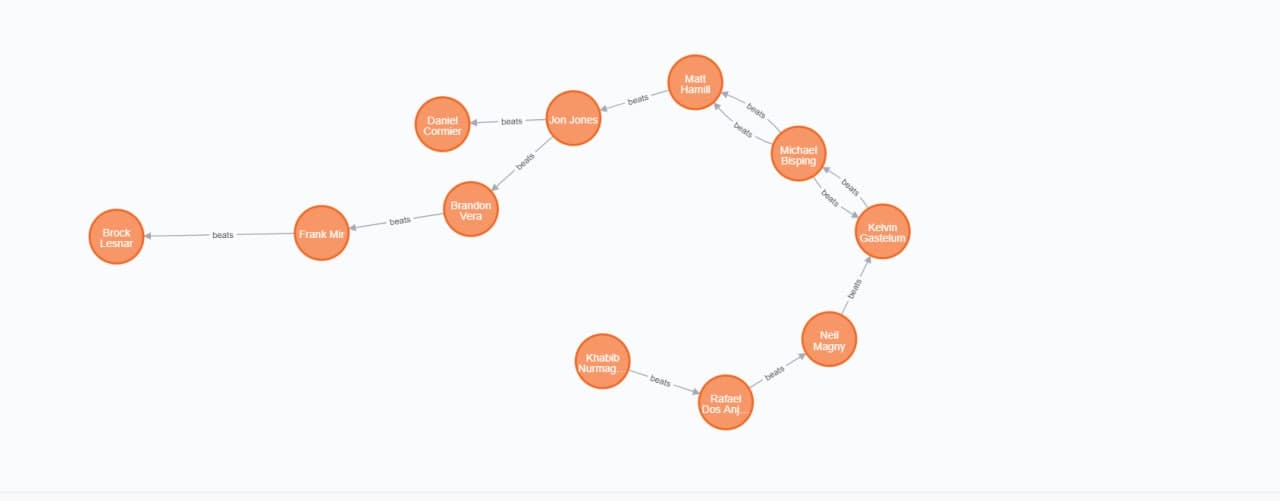 Matt
Hamill
beats
Jon Jones
beats
Daniel
Cormier
beats
beats
Michael
Bisping
beats
beats
beats
Brandon
Vera
beats
Frank Mir
beats
Brock
Lesnar
Kelvin
Gastelum
beats
Neil
Magny
beats
Rafael
Dos Anj...
beats
Khabib
Nurmag...